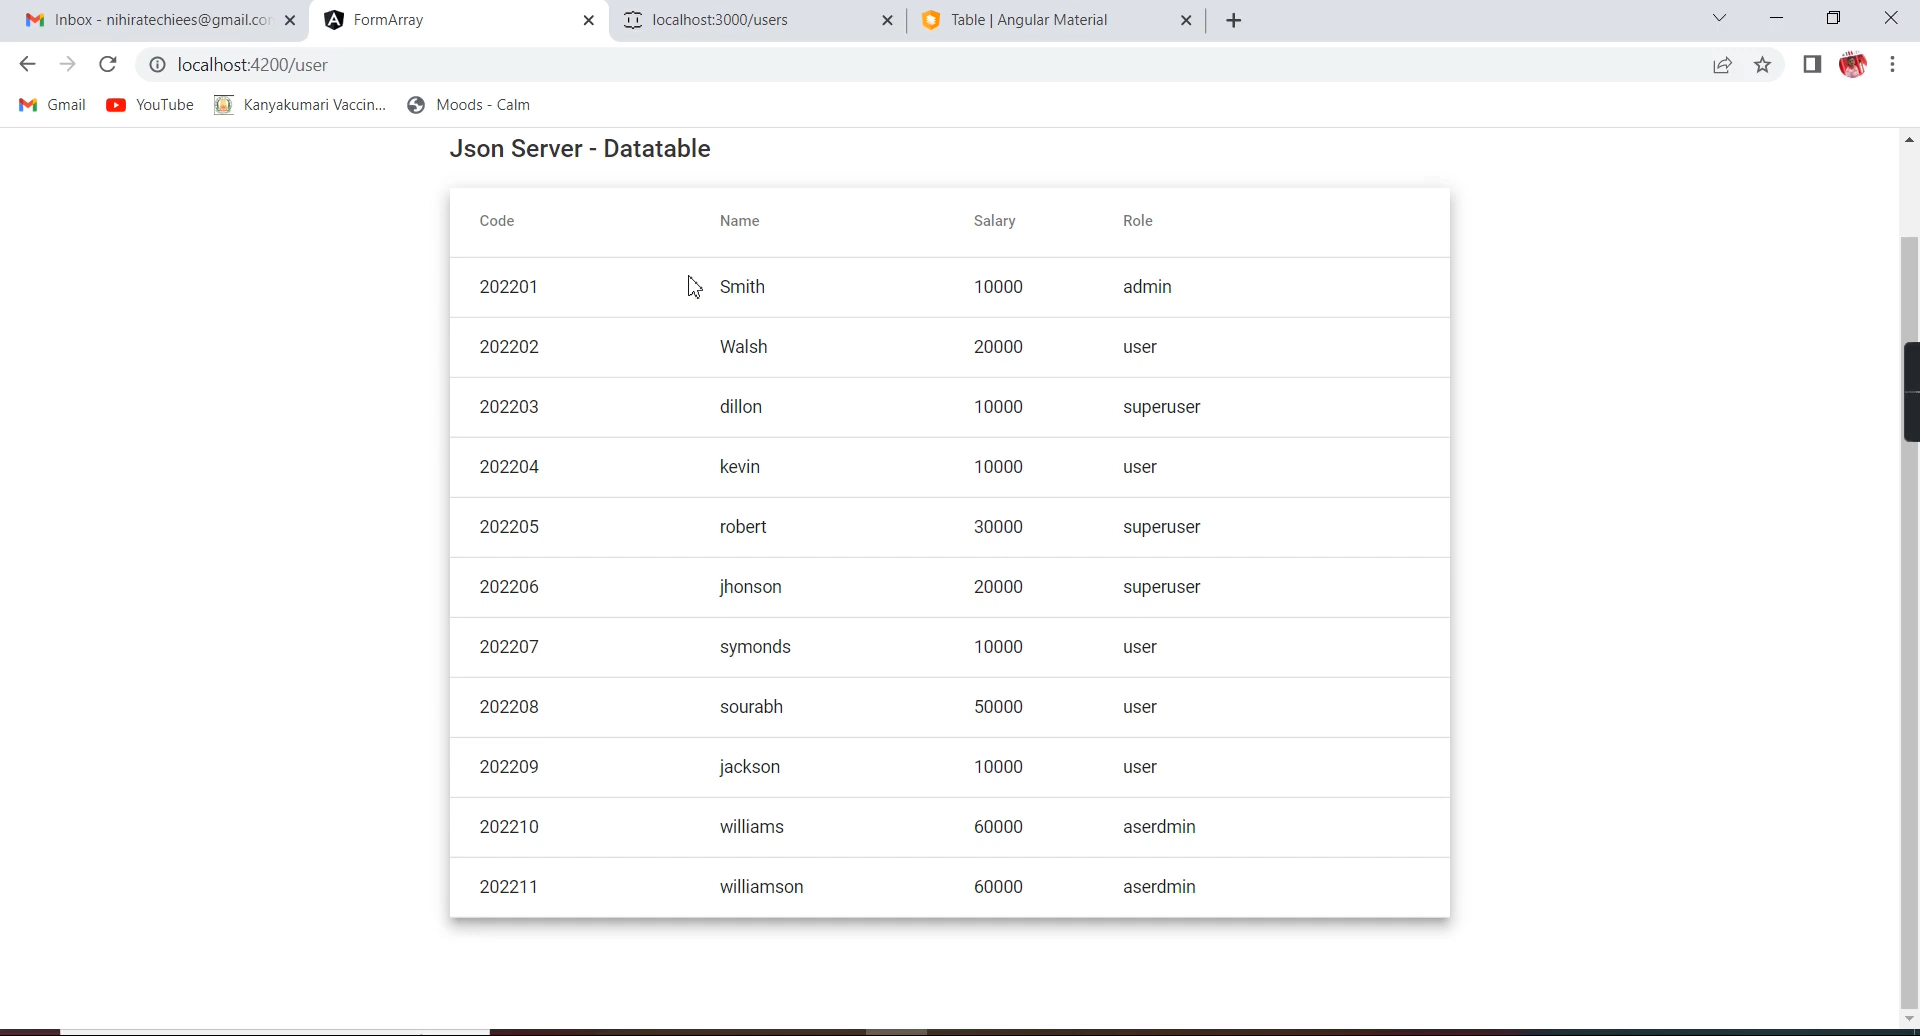 Inbox - nihiratechiees@gmail.con
FormArray
localhost:3000/users
Table | Angular Material
localhost:4200/user
Gmail
YouTube
Kanyakumari Vaccin...
Moods - Calm
Json Server - Datatable
Code Name Salary Role
202201 Smith 10000 admin
202202 Walsh 20000 user
202203 dillon 10000 superuser
202204 kevin 10000 user
202205 robert 30000 superuser
202206 jhonson 20000 superuser
202207 symonds 10000 user
202208 sourabh 50000 user
202209 jackson 10000 user
202210 williams 60000 aserdmin
202211 williamson 60000 aserdmin